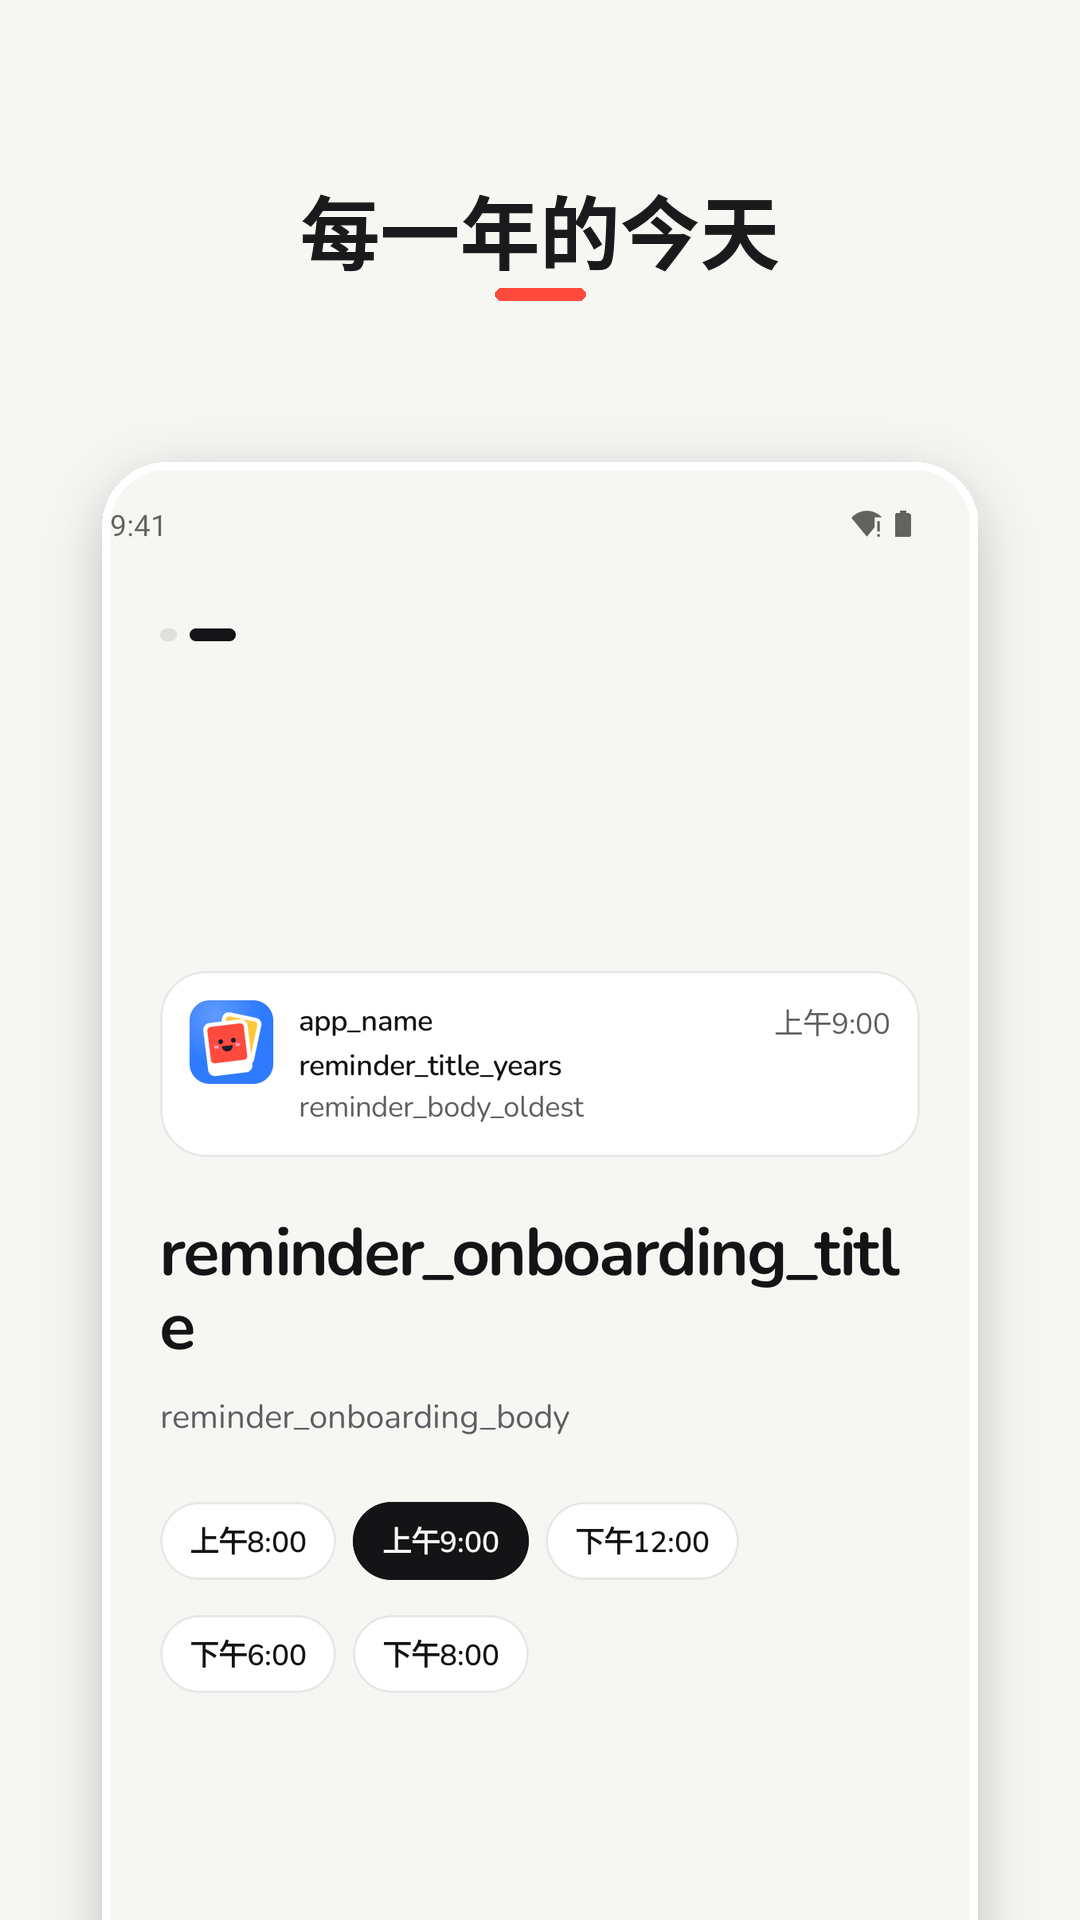 每一年的今天
9:41
app_name
上午9:00
reminder_title_years
reminder_body_oldest
reminder_onboarding_titl
e
reminder_onboarding_body
上午8:00
上午9:00
下午12:00
下午6:00
下午8:00